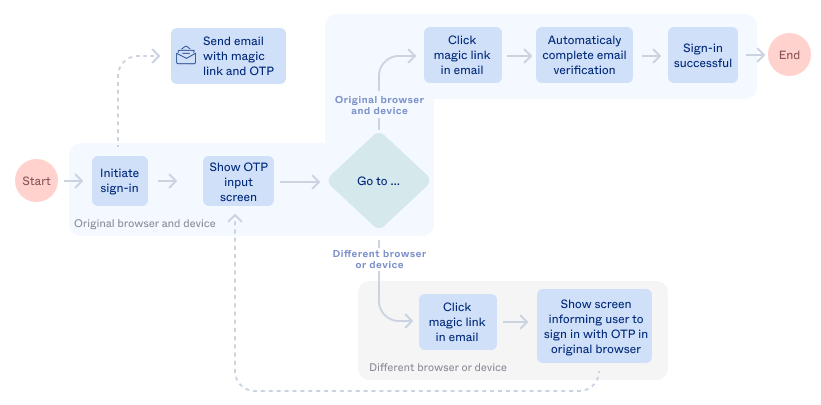 Send email
with magic
link and OTP
Click
magic link
in email
Automaticaly
complete email
verification
Sign-in
successful
End
Original browser
and device
Start
Initiate
sign-in
Show OTP
input
screen
Go to ...
Original browser and device
Different browser
or device
Click
magic link
in email
Show screen
informing user to
sign in with OTP in
original browser
Different browser or device